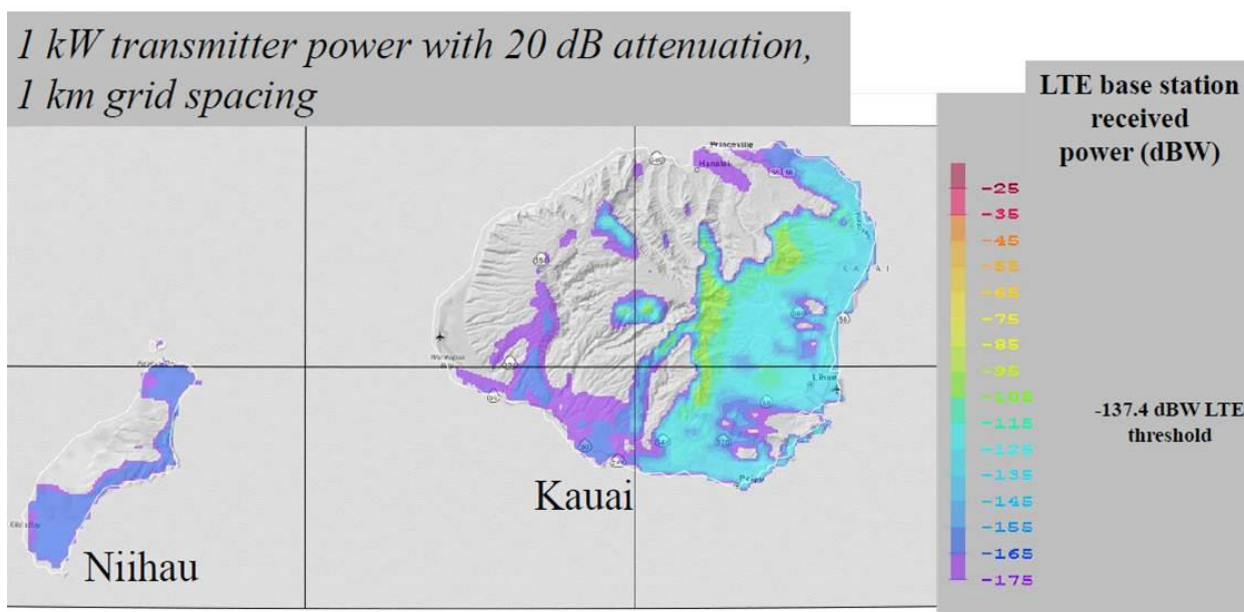 1 kW transmitter power with 20 dB attenuation,
1 km grid spacing
LTE base station
received
power (dBW)
-25
-35
-45
-55
-65
-75
-85
-95
-105
-115
-125
-135
-145
-155
-165
-175
-137.4 dBW LTE
threshold
Princeville
Hanalei
Lihue
Kauai
Niihau